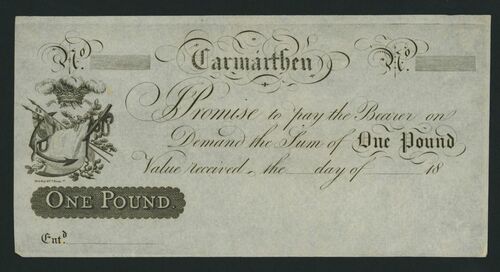 No. Carmarthen No.
I Promise to pay the Bearer on
Demand the Sum of One Pound
Value received, the day of 18
ONE POUND.
Entd.